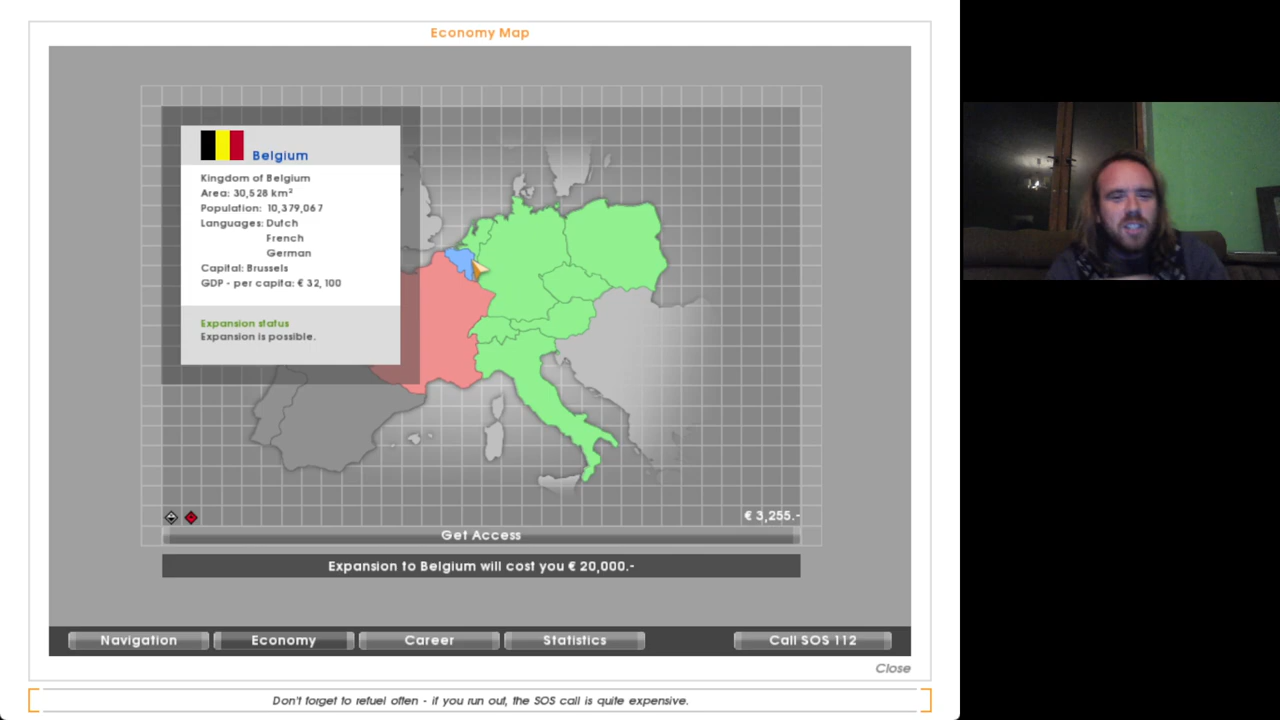 Economy Map
Belgium
Kingdom of Belgium
Area: 30,528 km²
Population: 10,379,067
Languages: Dutch
French
German
Capital: Brussels
GDP - per capita: € 32,100
Expansion status
Expansion is possible.
€ 3,255.-
Get Access
Expansion to Belgium will cost you € 20,000.-
Navigation
Economy
Career
Statistics
Call SOS 112
Close
Don't forget to refuel often - if you run out, the SOS call is quite expensive.